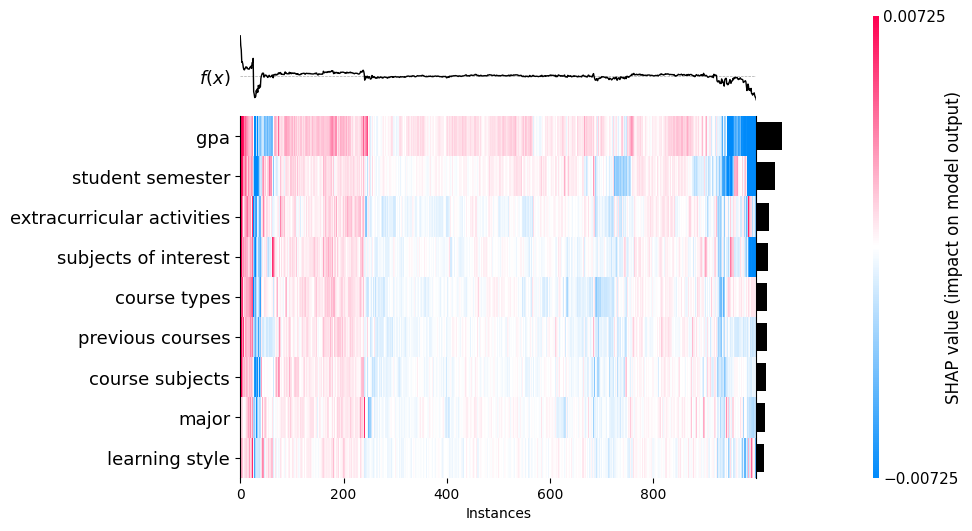 0.00725
f(x)
gpa
student semester
extracurricular activities
subjects of interest
course types
previous courses
course subjects
major
learning style
0 200 400 600 800
Instances
−0.00725
SHAP value (impact on model output)